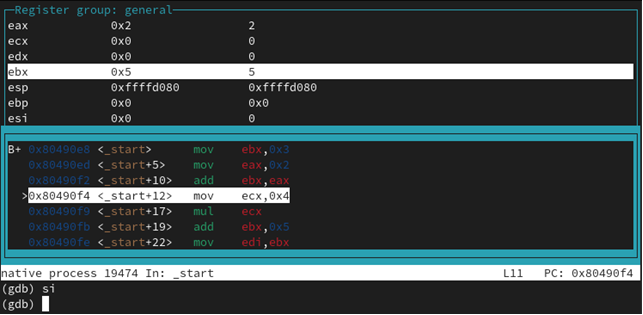 Register group: general
eax 0x2 2
ecx 0x0 0
edx 0x0 0
ebx 0x5 5
esp 0xffffd080 0xffffd080
ebp 0x0 0x0
esi 0x0 0
B+ 0x80490e8 <_start> mov ebx,0x3
0x80490ed <_start+5> mov eax,0x2
0x80490f2 <_start+10> add ebx,eax
>0x80490f4 <_start+12> mov ecx,0x4
0x80490f9 <_start+17> mul ecx
0x80490fb <_start+19> add ebx,0x5
0x80490fe <_start+22> mov edi,ebx
native process 19474 In: _start L11 PC: 0x80490f4
(gdb) si
(gdb)